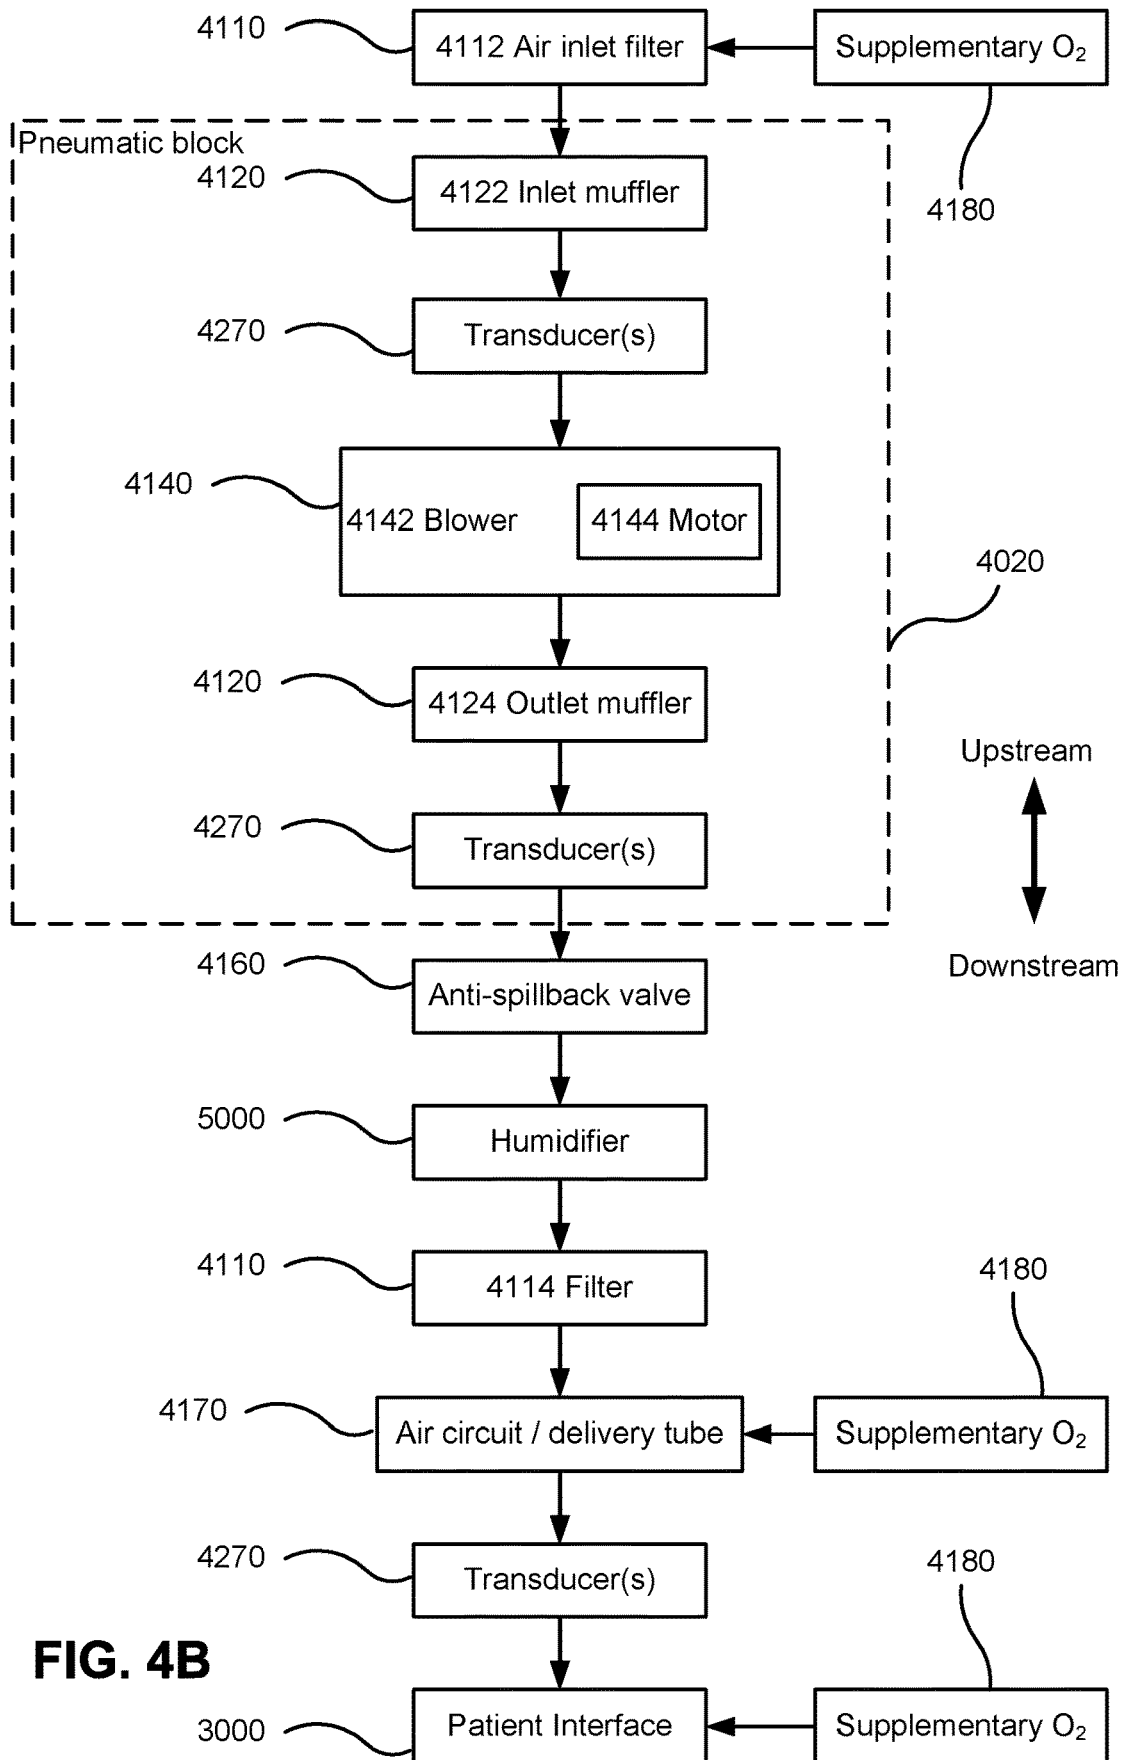 4110
4112 Air inlet filter
Supplementary O₂
Pneumatic block
4120
4122 Inlet muffler
4180
4270
Transducer(s)
4140
4142 Blower
4144 Motor
4020
4120
4124 Outlet muffler
Upstream
4270
Transducer(s)
4160
Anti-spillback valve
Downstream
5000
Humidifier
4110
4114 Filter
4180
4170
Air circuit / delivery tube
Supplementary O₂
4270
Transducer(s)
4180
FIG. 4B
3000
Patient Interface
Supplementary O₂